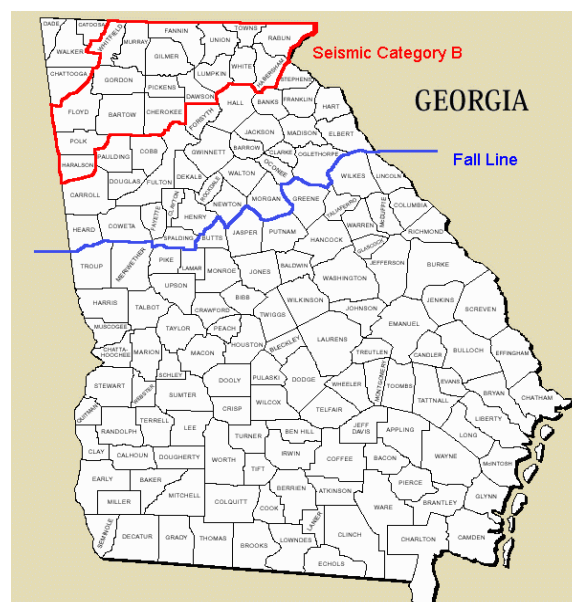 DADE
CATOOSA
WHITFIELD
MURRAY
FANNIN
UNION
TOWNS
RABUN
WALKER
GILMER
WHITE
HABERSHAM
Seismic Category B
CHATTOOGA
GORDON
LUMPKIN
STEPHENS
PICKENS
DAWSON
FLOYD
BARTOW
CHEROKEE
FORSYTH
HALL
BANKS
FRANKLIN
HART
GEORGIA
POLK
JACKSON
MADISON
ELBERT
HARALSON
PAULDING
COBB
GWINNETT
BARROW
CLARKE
OGLETHORPE
Fall Line
DOUGLAS
FULTON
DEKALB
ROCKDALE
WALTON
OCONEE
WILKES
LINCOLN
CARROLL
CLAYTON
NEWTON
MORGAN
GREENE
TALIAFERRO
McDUFFIE
COLUMBIA
HEARD
COWETA
FAYETTE
HENRY
SPALDING
BUTTS
JASPER
PUTNAM
HANCOCK
WARREN
RICHMOND
TROUP
MERIWETHER
PIKE
LAMAR
MONROE
JONES
BALDWIN
GLASCOCK
JEFFERSON
BURKE
UPSON
WASHINGTON
HARRIS
TALBOT
CRAWFORD
BIBB
TWIGGS
WILKINSON
JOHNSON
JENKINS
SCREVEN
MUSCOGEE
TAYLOR
PEACH
EMANUEL
CHATTA-
HOOCHEE
MARION
MACON
HOUSTON
BLECKLEY
LAURENS
TREUTLEN
CANDLER
BULLOCH
EFFINGHAM
STEWART
WEBSTER
SCHLEY
SUMTER
DOOLY
PULASKI
DODGE
WHEELER
MONTGOMERY
TOOMBS
EVANS
TATTNALL
BRYAN
CHATHAM
QUITMAN
CRISP
WILCOX
TELFAIR
LIBERTY
RANDOLPH
TERRELL
LEE
TURNER
BEN HILL
JEFF
DAVIS
APPLING
LONG
CLAY
CALHOUN
DOUGHERTY
WORTH
TIFT
IRWIN
COFFEE
BACON
WAYNE
McINTOSH
EARLY
BAKER
MITCHELL
COLQUITT
BERRIEN
ATKINSON
PIERCE
BRANTLEY
GLYNN
MILLER
COOK
LANIER
WARE
SEMINOLE
DECATUR
GRADY
THOMAS
BROOKS
LOWNDES
CLINCH
CHARLTON
CAMDEN
ECHOLS